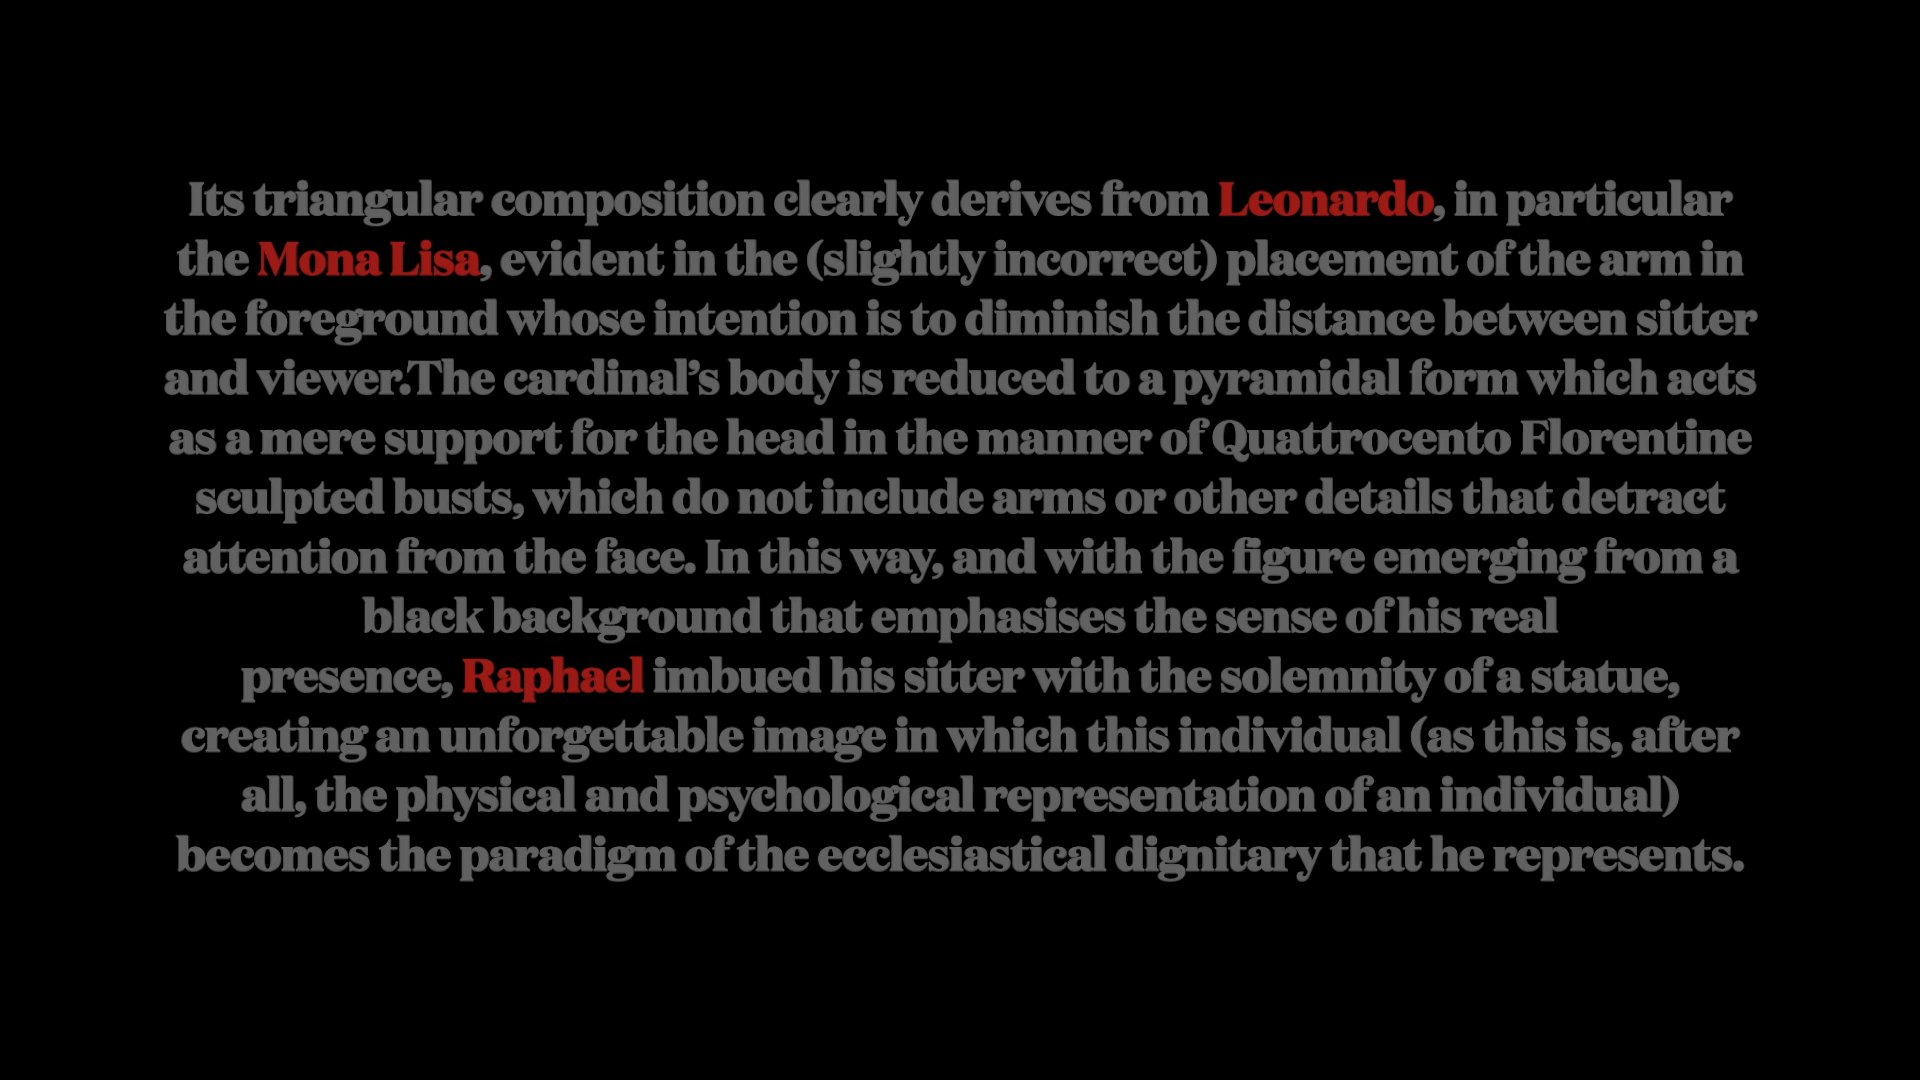 Its triangular composition clearly derives from Leonardo, in particular
the Mona Lisa, evident in the (slightly incorrect) placement of the arm in
the foreground whose intention is to diminish the distance between sitter
and viewer.The cardinal’s body is reduced to a pyramidal form which acts
as a mere support for the head in the manner of Quattrocento Florentine
sculpted busts, which do not include arms or other details that detract
attention from the face. In this way, and with the figure emerging from a
black background that emphasises the sense of his real
presence, Raphael imbued his sitter with the solemnity of a statue,
creating an unforgettable image in which this individual (as this is, after
all, the physical and psychological representation of an individual)
becomes the paradigm of the ecclesiastical dignitary that he represents.